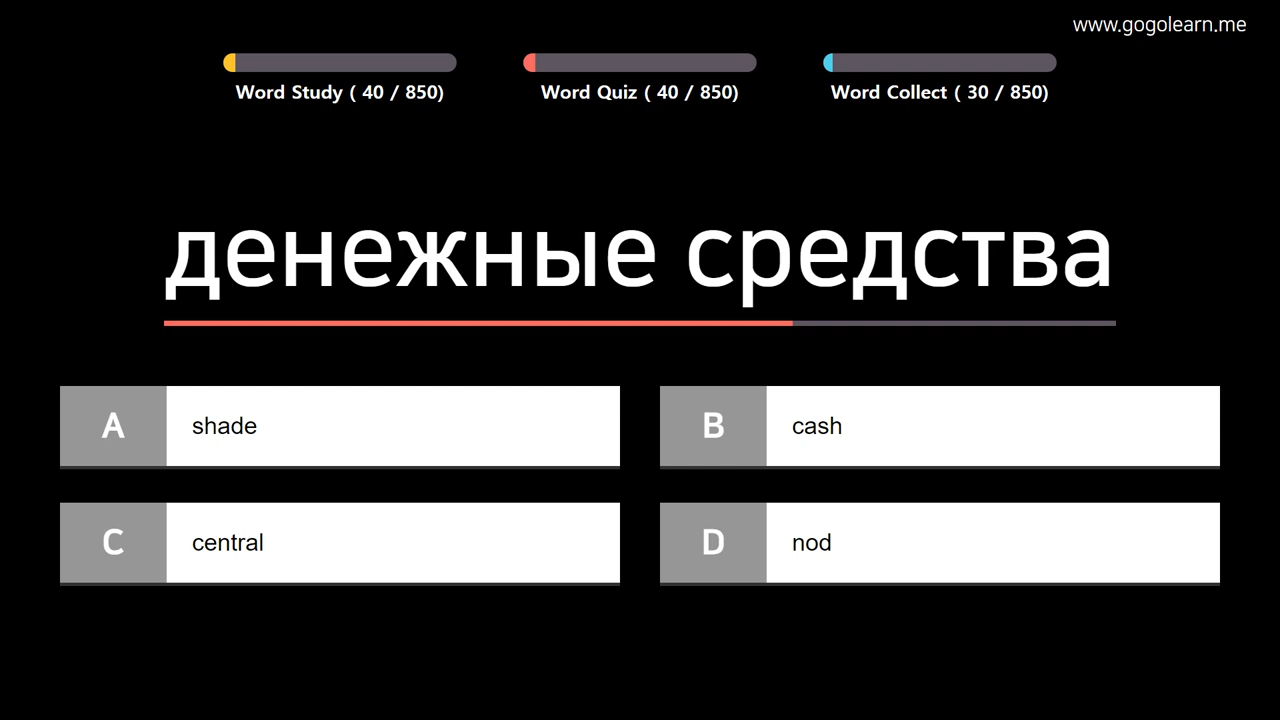 www.gogolearn.me
Word Study ( 40 / 850)
Word Quiz ( 40 / 850)
Word Collect ( 30 / 850)
денежные средства
A shade
B cash
C central
D nod